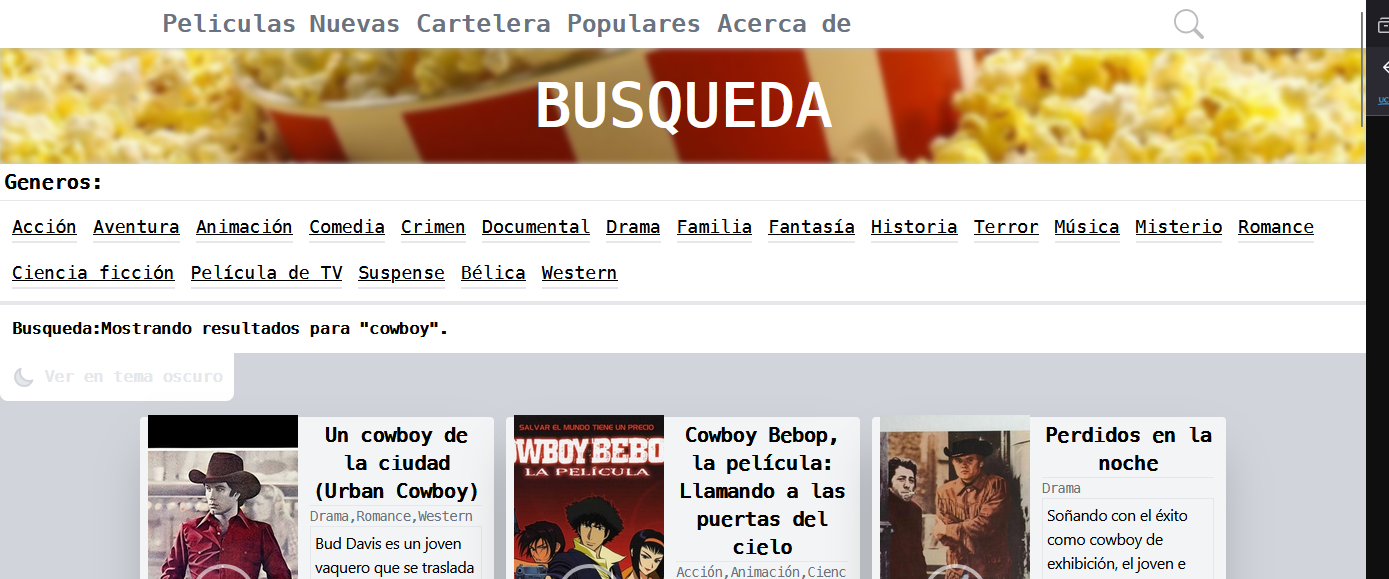 Peliculas Nuevas Cartelera Populares Acerca de
BUSQUEDA
Generos:
Acción Aventura Animación Comedia Crimen Documental Drama Familia Fantasía Historia Terror Música Misterio Romance
Ciencia ficción Película de TV Suspense Bélica Western
Busqueda:Mostrando resultados para "cowboy".
Ver en tema oscuro
Un cowboy de
la ciudad
(Urban Cowboy)
Drama,Romance,Western
Bud Davis es un joven
vaquero que se traslada
SALVAR EL MUNDO TIENE UN PRECIO
OWBOY BEBO
LA PELÍCULA
Cowboy Bebop,
la película:
Llamando a las
puertas del
cielo
Acción,Animación,Cienc
Perdidos en la
noche
Drama
Soñando con el éxito
como cowboy de
exhibición, el joven e
uc